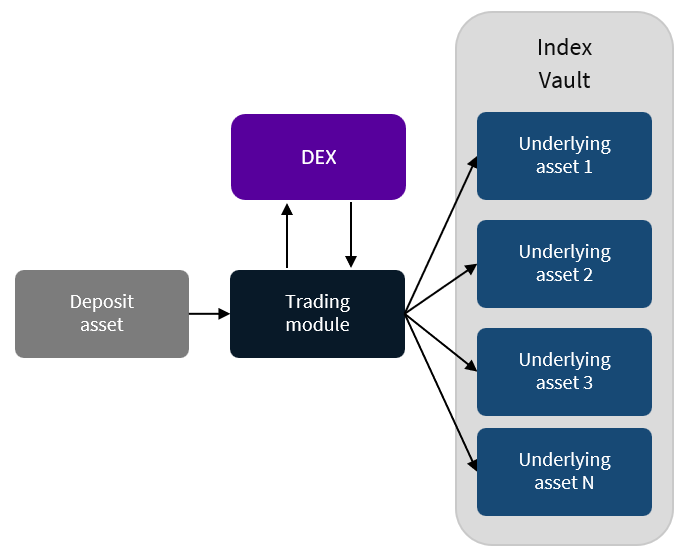 Index
Vault
DEX
Underlying
asset 1
Underlying
asset 2
Deposit
asset
Trading
module
Underlying
asset 3
Underlying
asset N